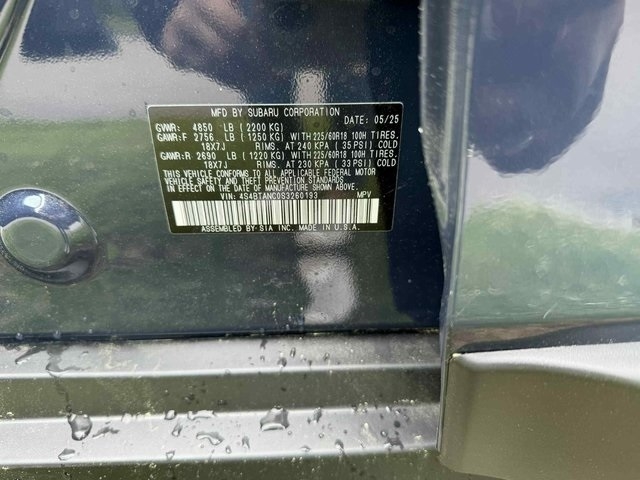 MFD BY SUBARU CORPORATION
GVWR: 4850 LB (2200 KG) DATE: 05/25
GAWR:F 2756 LB (1250 KG) WITH 225/60R18 100H TIRES.
18X7J RIMS. AT 240 KPA (35 PSI) COLD
GAWR:R 2690 LB (1220 KG) WITH 225/60R18 100H TIRES.
18X7J RIMS. AT 230 KPA (33 PSI) COLD
THIS VEHICLE CONFORMS TO ALL APPLICABLE FEDERAL MOTOR
VEHICLE SAFETY AND THEFT PREVENTION STANDARDS
IN EFFECT ON THE DATE OF MANUFACTURE SHOWN ABOVE.
VIN: 4S4BTANC0S3260193 MPV
ASSEMBLED BY SIA INC. MADE IN U.S.A.